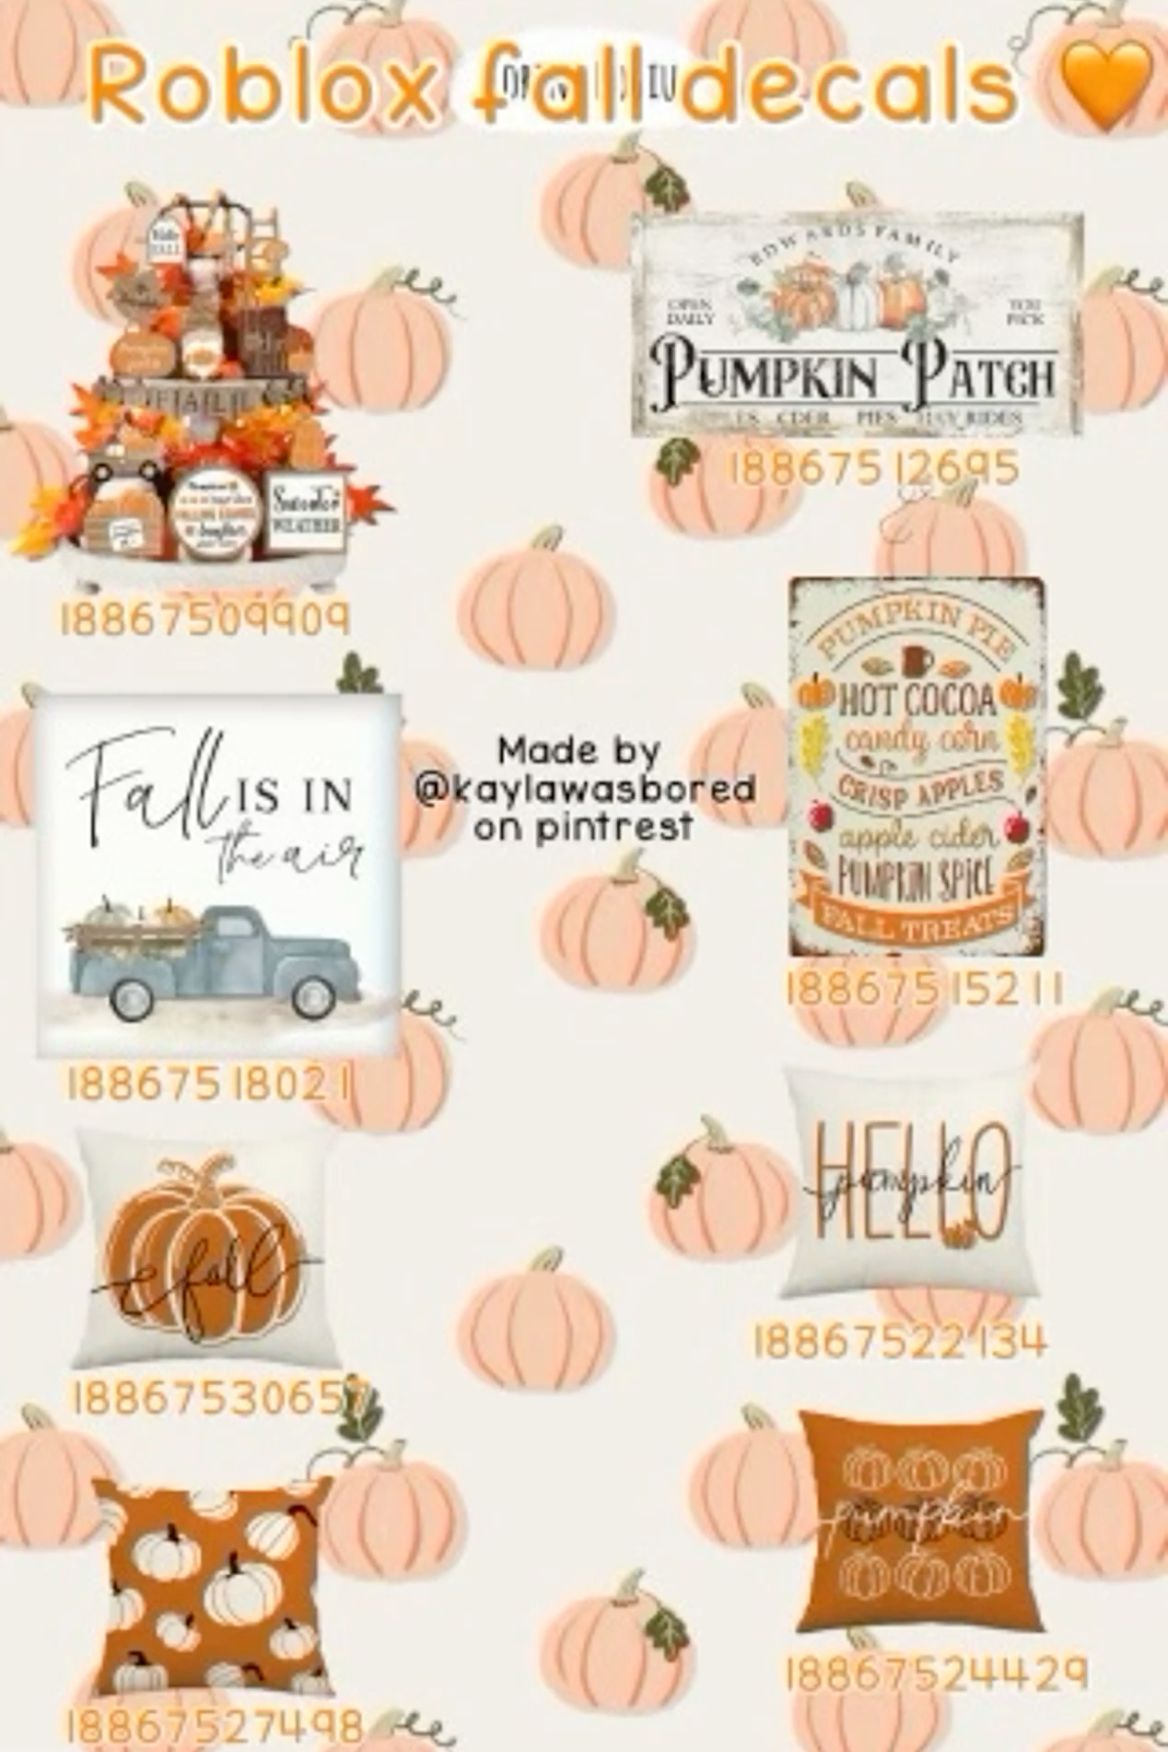 Roblox fall decals 🧡
EDWARDS FAMILY
OPEN
DAILY
YOU
PICK
PUMPKIN PATCH
PIES HAY RIDES
18867512695
Sweater
WEATHER
18867509909
PUMPKIN PIE
HOT COCOA
candy corn
CRISP APPLES
apple cider
PUMPKIN SPICE
FALL TREATS
18867515211
Fall IS IN
the air
18867518021
Made by
@kaylawasbored
on pintrest
HELLO
pumpkin
18867522134
fall
18867530657
pumpkin
18867524429
18867527498